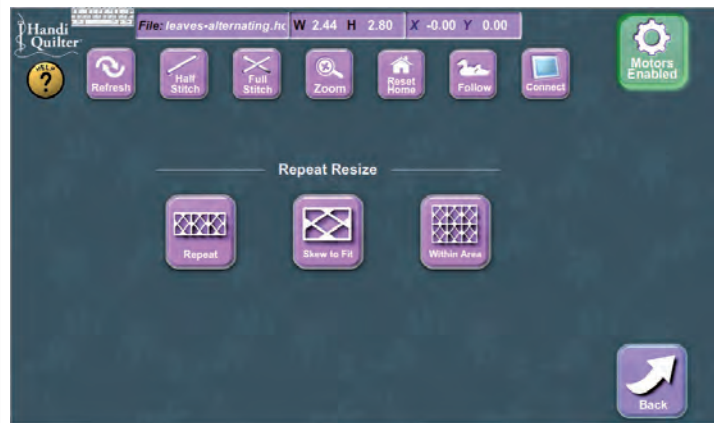 Handi
Quilter
File: leaves-alternating.hc W 2.44 H 2.80 X -0.00 Y 0.00
HELP
?
Refresh
Half
Stitch
Full
Stitch
Zoom
Reset
Home
Follow
Connect
Motors
Enabled
Repeat Resize
Repeat
Skew to Fit
Within Area
Back